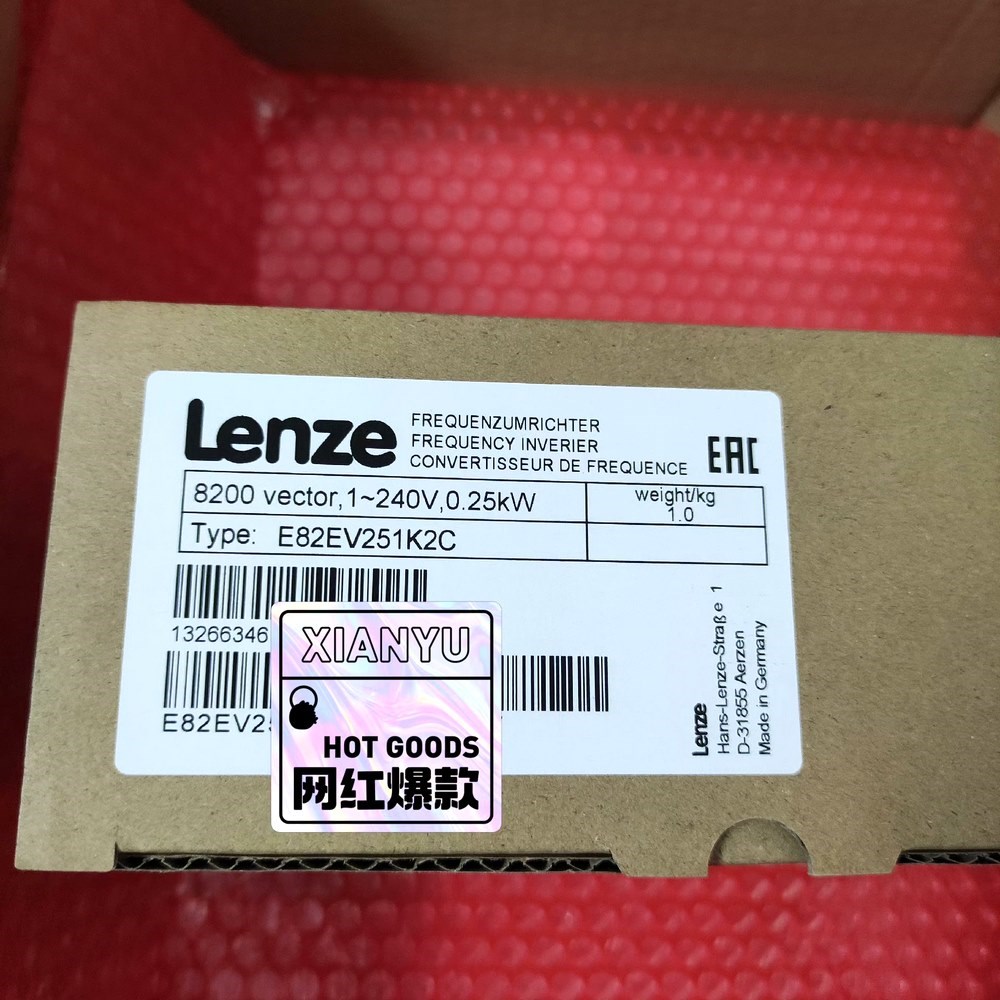 Lenze
FREQUENZUMRICHTER
FREQUENCY INVERIER
CONVERTISSEUR DE FREQUENCE
EAC
8200 vector,1~240V,0.25kW
weight/kg
1.0
Type: E82EV251K2C
13266346
E82EV25
XIANYU
HOT GOODS
网红爆款
Lenze
Hans-Lenze-Straße 1
D-31855 Aerzen
Made in Germany